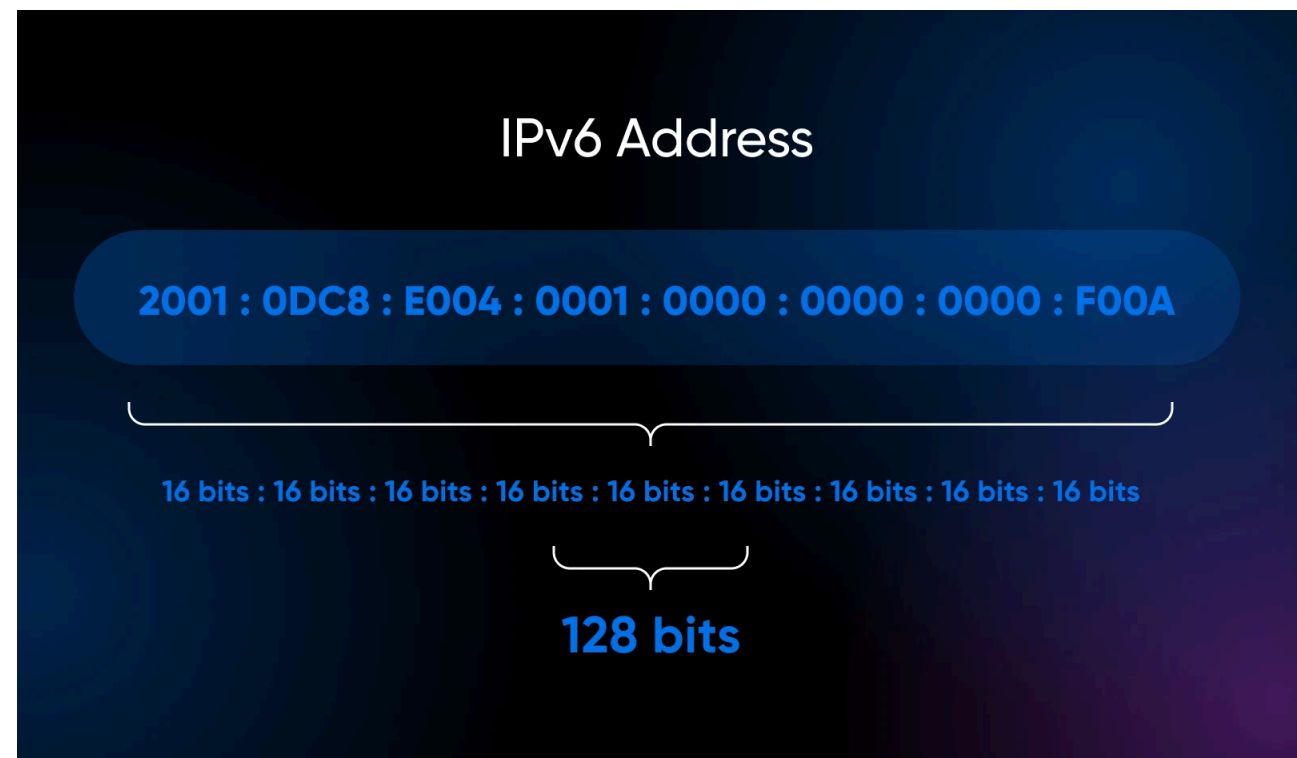 IPv6 Address
2001 : 0DC8 : E004 : 0001 : 0000 : 0000 : 0000 : F00A
16 bits : 16 bits : 16 bits : 16 bits : 16 bits : 16 bits : 16 bits : 16 bits : 16 bits
128 bits